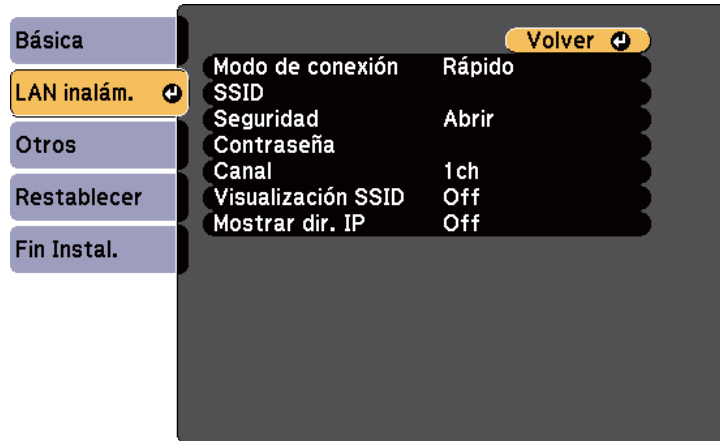 Básica
LAN inalám.
Otros
Restablecer
Fin Instal.
Volver
Modo de conexión Rápido
SSID
Seguridad Abrir
Contraseña
Canal 1ch
Visualización SSID Off
Mostrar dir. IP Off